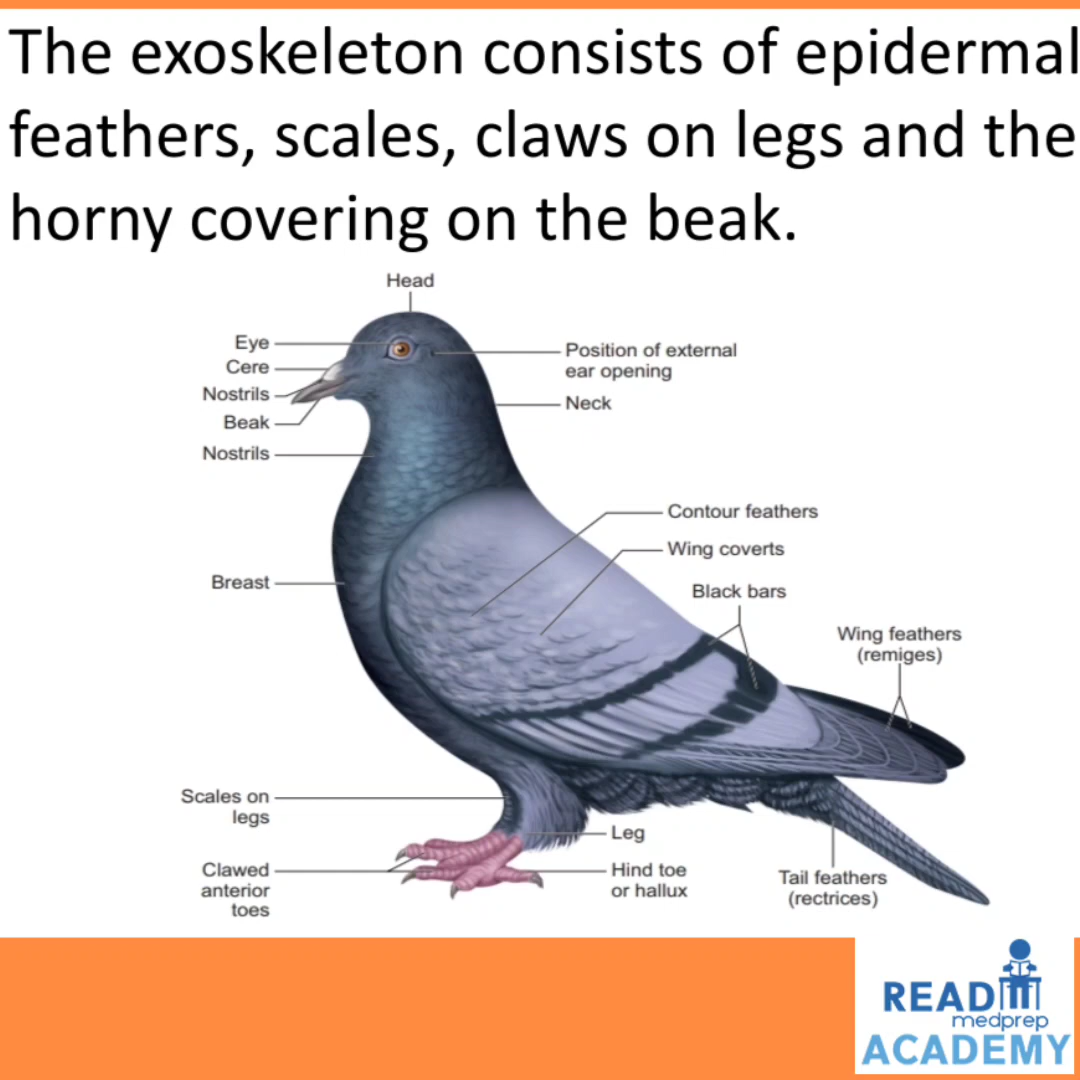 The exoskeleton consists of epidermal
feathers, scales, claws on legs and the
horny covering on the beak.
Head
Eye
Cere
Nostrils
Beak
Nostrils
Position of external
ear opening
Neck
Contour feathers
Wing coverts
Black bars
Breast
Wing feathers
(remiges)
Scales on
legs
Leg
Clawed
anterior
toes
Hind toe
or hallux
Tail feathers
(rectrices)
READ
medprep
ACADEMY